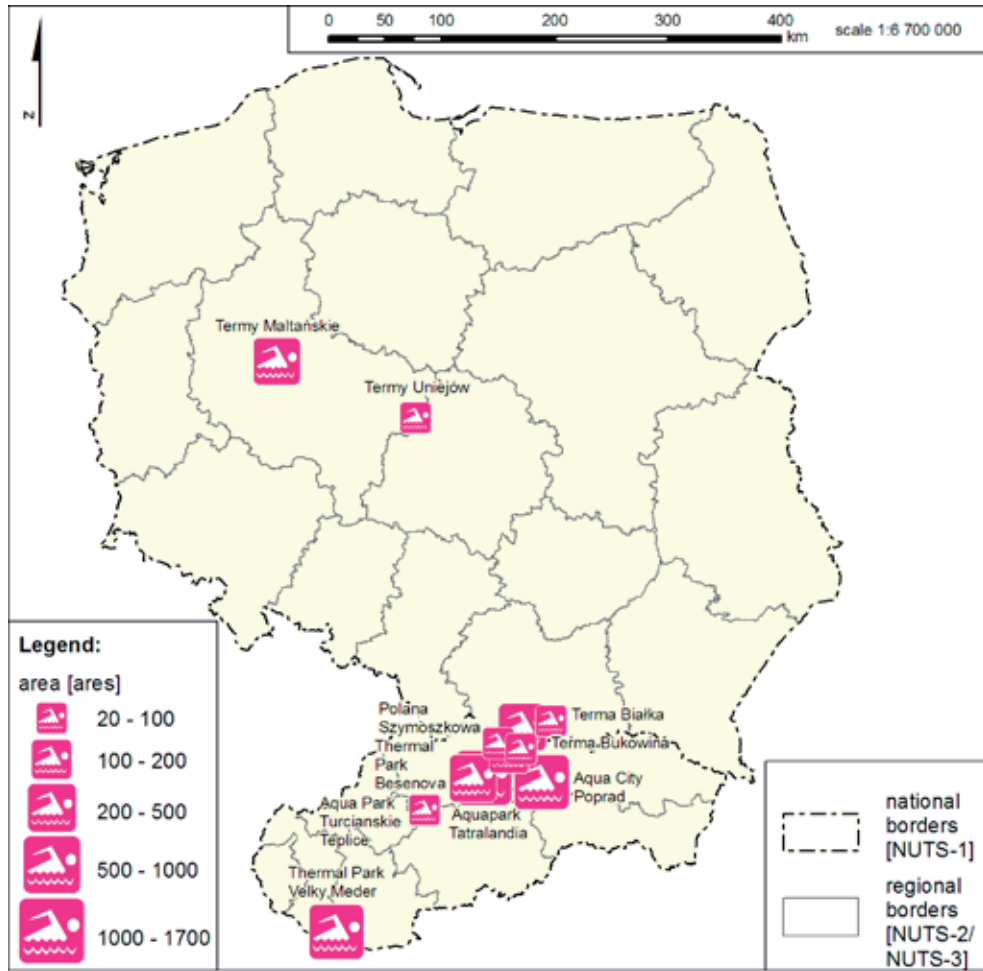 0 50 100 200 300 400
km
scale 1:6 700 000
z
Termy Maltańskie
Termy Uniejów
Polana
Szymoszkowa
Thermal
Park
Besenova
Aqua Park
Turcianskie
Teplice
Thermal Park
Velky Meder
Aquapark
Tatralandia
Terma Białka
Terma Bukowina
Aqua City
Poprad
Legend:
area [ares]
20 - 100
100 - 200
200 - 500
500 - 1000
1000 - 1700
national
borders
[NUTS-1]
regional
borders
[NUTS-2/
NUTS-3]